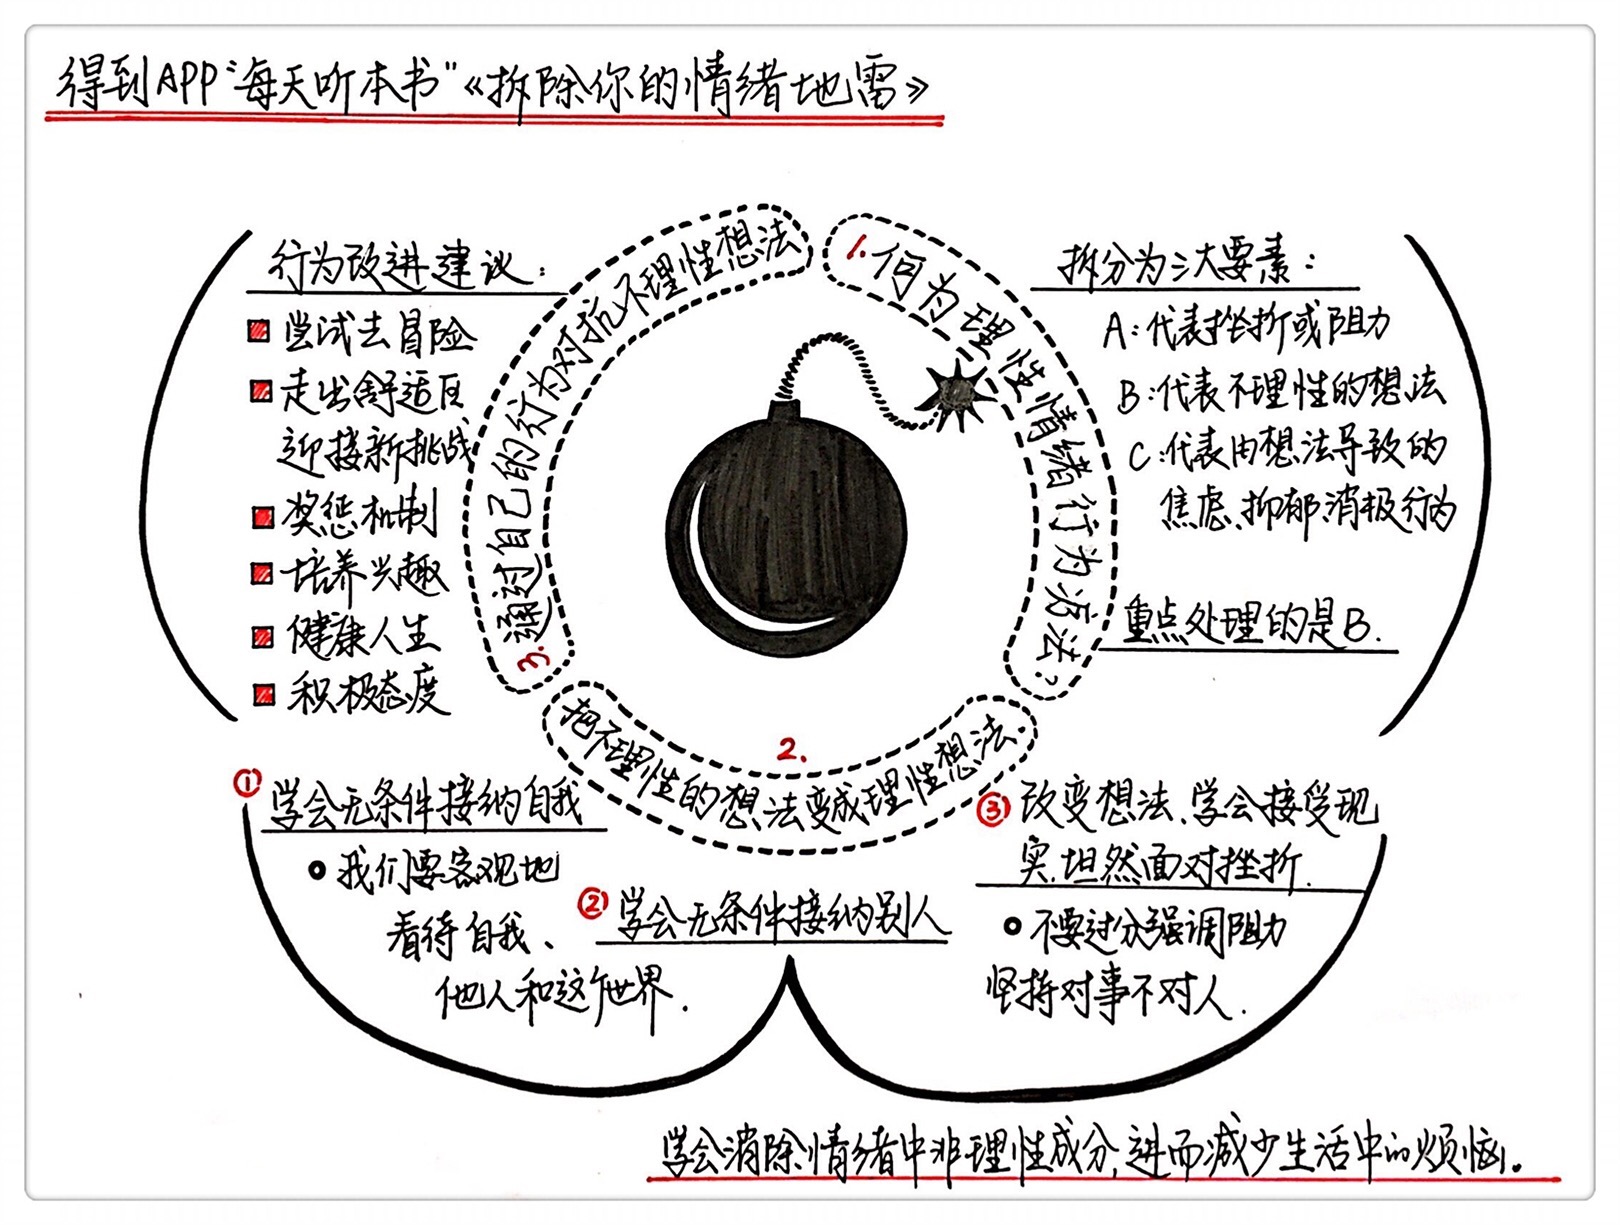 得到APP“每天听本书”《拆除你的情绪地雷》
1.何为理性情绪行为疗法?
拆分为三大要素:
A:代表挫折或阻力
B:代表不理性的想法
C:代表由想法导致的
焦虑、抑郁、消极行为
重点处理的是B.
2.
把不理性的想法变成理性想法.
① 学会无条件接纳自我
我们要客观地
看待自我、
他人和这个世界.
② 学会无条件接纳别人
③ 改变想法、学会接受现
实.坦然面对挫折.
不要过分强调阻力
坚持对事不对人.
3.通过自己的行为对抗不理性想法
行为改进建议:
尝试去冒险
走出舒适区
迎接新挑战
奖惩机制
培养兴趣
健康人生
积极态度
学会消除情绪中非理性成分,进而减少生活中的烦恼。